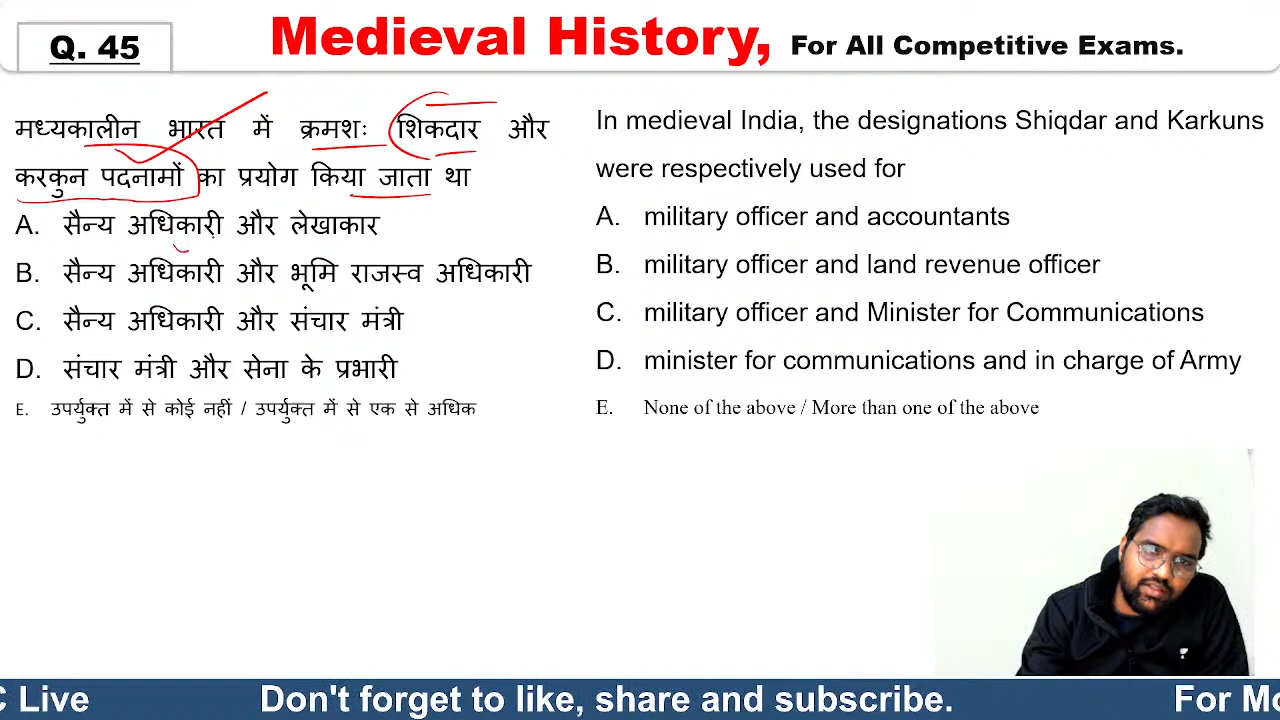 Q. 45
Medieval History, For All Competitive Exams.
मध्यकालीन भारत में क्रमशः शिकदार और
करकुन पदनामों का प्रयोग किया जाता था
A. सैन्य अधिकारी और लेखाकार
B. सैन्य अधिकारी और भूमि राजस्व अधिकारी
C. सैन्य अधिकारी और संचार मंत्री
D. संचार मंत्री और सेना के प्रभारी
E. उपर्युक्त में से कोई नहीं / उपर्युक्त में से एक से अधिक
In medieval India, the designations Shiqdar and Karkuns
were respectively used for
A. military officer and accountants
B. military officer and land revenue officer
C. military officer and Minister for Communications
D. minister for communications and in charge of Army
E. None of the above / More than one of the above
C Live Don't forget to like, share and subscribe. For Mo